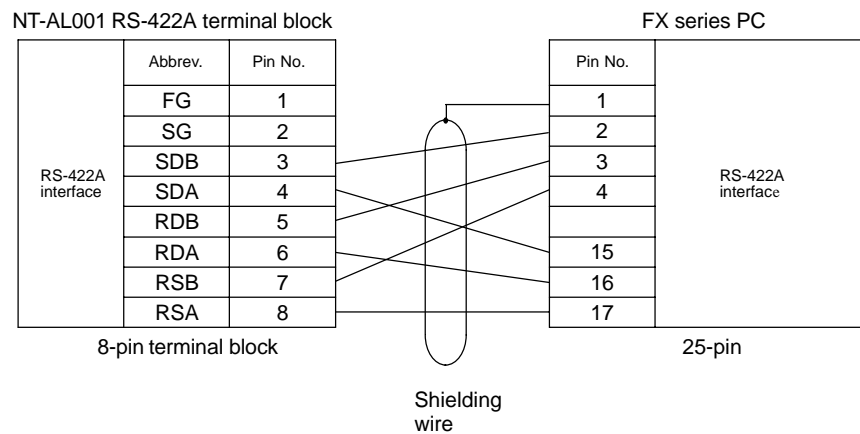 NT-AL001 RS-422A terminal block
FX series PC
Abbrev. Pin No.
Pin No.
FG 1
1
SG 2
2
SDB 3
3
SDA 4
4
RS-422A
interface
RS-422A
interface
RDB 5
RDA 6
15
RSB 7
16
RSA 8
17
8-pin terminal block
25-pin
Shielding
wire